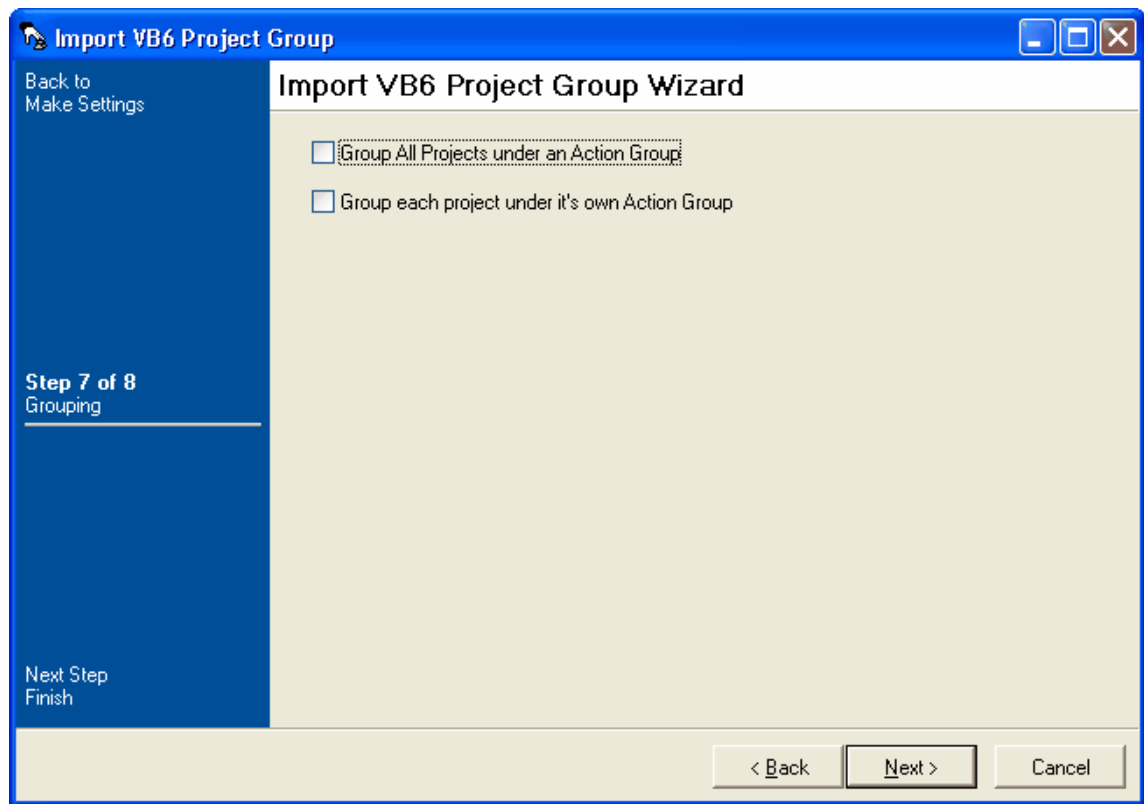 Import VB6 Project Group
Back to
Make Settings
Import VB6 Project Group Wizard
Group All Projects under an Action Group
Group each project under it's own Action Group
Step 7 of 8
Grouping
Next Step
Finish
< Back
Next >
Cancel